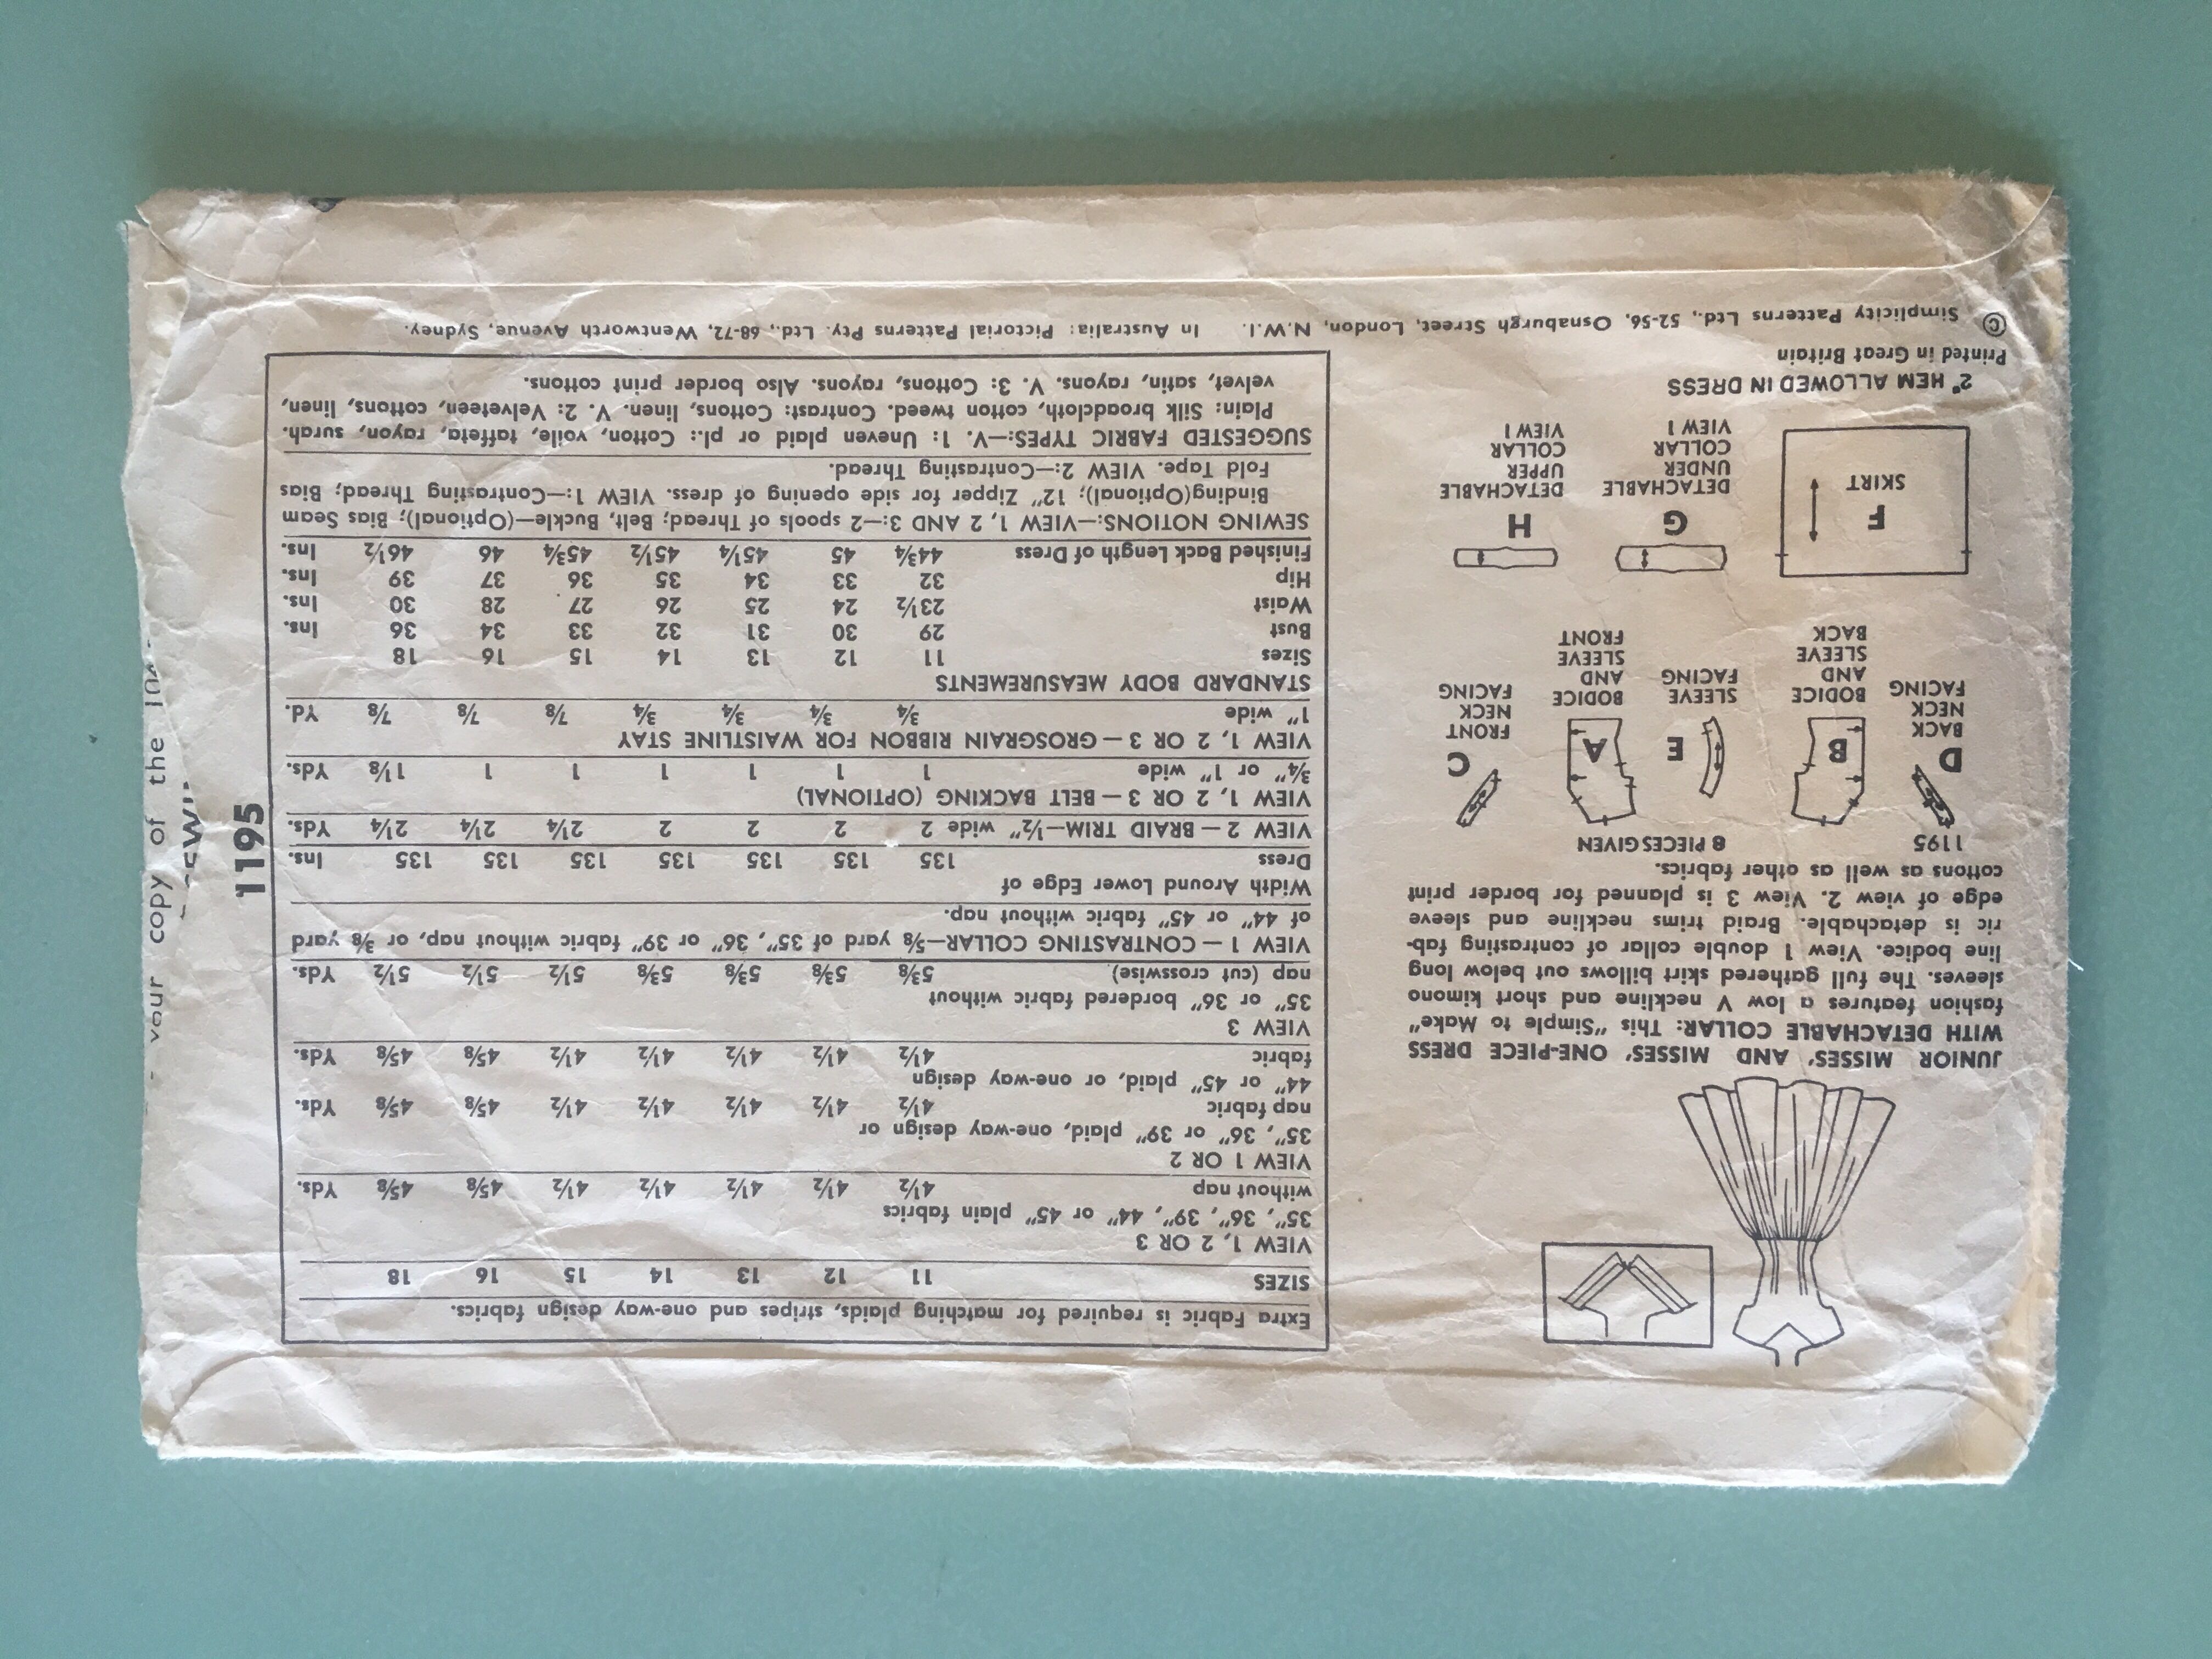 JUNIOR MISSES' AND MISSES' ONE-PIECE DRESS
WITH DETACHABLE COLLAR: This "Simple to Make"
fashion features a low V neckline and short kimono
sleeves. The full gathered skirt billows out below long
line bodice. View 1 double collar of contrasting fab-
ric is detachable. Braid trims neckline and sleeve
edge of view 2. View 3 is planned for border print
cottons as well as other fabrics.
1195 8 PIECES GIVEN
D
BACK
NECK
FACING
B
BODICE
AND
SLEEVE
BACK
E
SLEEVE
FACING
A
BODICE
AND
SLEEVE
FRONT
C
FRONT
NECK
FACING
F
SKIRT
G
DETACHABLE
UNDER
COLLAR
VIEW 1
H
DETACHABLE
UPPER
COLLAR
VIEW 1
2" HEM ALLOWED IN DRESS
Printed in Great Britain
Extra Fabric is required for matching plaids, stripes and one-way design fabrics.
SIZES 11 12 13 14 15 16 18
VIEW 1, 2 OR 3
35", 36", 39", 44" or 45" plain fabrics
without nap 4½ 4½ 4½ 4½ 4½ 4⅝ 4⅝ Yds.
VIEW 1 OR 2
35", 36" or 39" plaid, one-way design or
nap fabric 4½ 4½ 4½ 4½ 4½ 4⅝ 4⅝ Yds.
44" or 45" plaid, or one-way design
fabric 4½ 4½ 4½ 4½ 4½ 4⅝ 4⅝ Yds.
VIEW 3
35" or 36" bordered fabric without
nap (cut crosswise) 5⅜ 5⅜ 5⅜ 5⅜ 5½ 5½ 5½ Yds.
VIEW 1 — CONTRASTING COLLAR—⅝ yard of 35", 36" or 39" fabric without nap, or ⅜ yard
of 44" or 45" fabric without nap.
Width Around Lower Edge of
Dress 135 135 135 135 135 135 135 Ins.
VIEW 2 — BRAID TRIM—½" wide 2 2 2 2 2¼ 2¼ 2¼ Yds.
VIEW 1, 2 OR 3 — BELT BACKING (OPTIONAL)
¾" or 1" wide 1 1 1 1 1 1 1⅛ Yds.
VIEW 1, 2 OR 3 — GROSGRAIN RIBBON FOR WAISTLINE STAY
1" wide ¾ ¾ ¾ ¾ ⅞ ⅞ ⅞ Yd.
STANDARD BODY MEASUREMENTS
Sizes 11 12 13 14 15 16 18
Bust 29 30 31 32 33 34 36 Ins.
Waist 23½ 24 25 26 27 28 30 Ins.
Hip 32 33 34 35 36 37 39 Ins.
Finished Back Length of Dress 44¾ 45 45¼ 45½ 45¾ 46 46½ Ins.
SEWING NOTIONS:—VIEW 1, 2 AND 3:—2 spools of Thread; Belt, Buckle—(Optional); Bias Seam
Binding(Optional); 12" Zipper for side opening of dress. VIEW 1:—Contrasting Thread; Bias
Fold Tape. VIEW 2:—Contrasting Thread.
SUGGESTED FABRIC TYPES:—V. 1: Uneven plaid or pl.: Cotton, voile, taffeta, rayon, surah.
Plain: Silk broadcloth, cotton tweed. Contrast: Cottons, linen. V. 2: Velveteen, cottons, linen,
velvet, satin, rayons. V. 3: Cottons, rayons. Also border print cottons.
© Simplicity Patterns Ltd., 52-56, Osnaburgh Street, London, N.W.1. In Australia: Pictorial Patterns Pty. Ltd., 68-72, Wentworth Avenue, Sydney.
1195
your copy of the